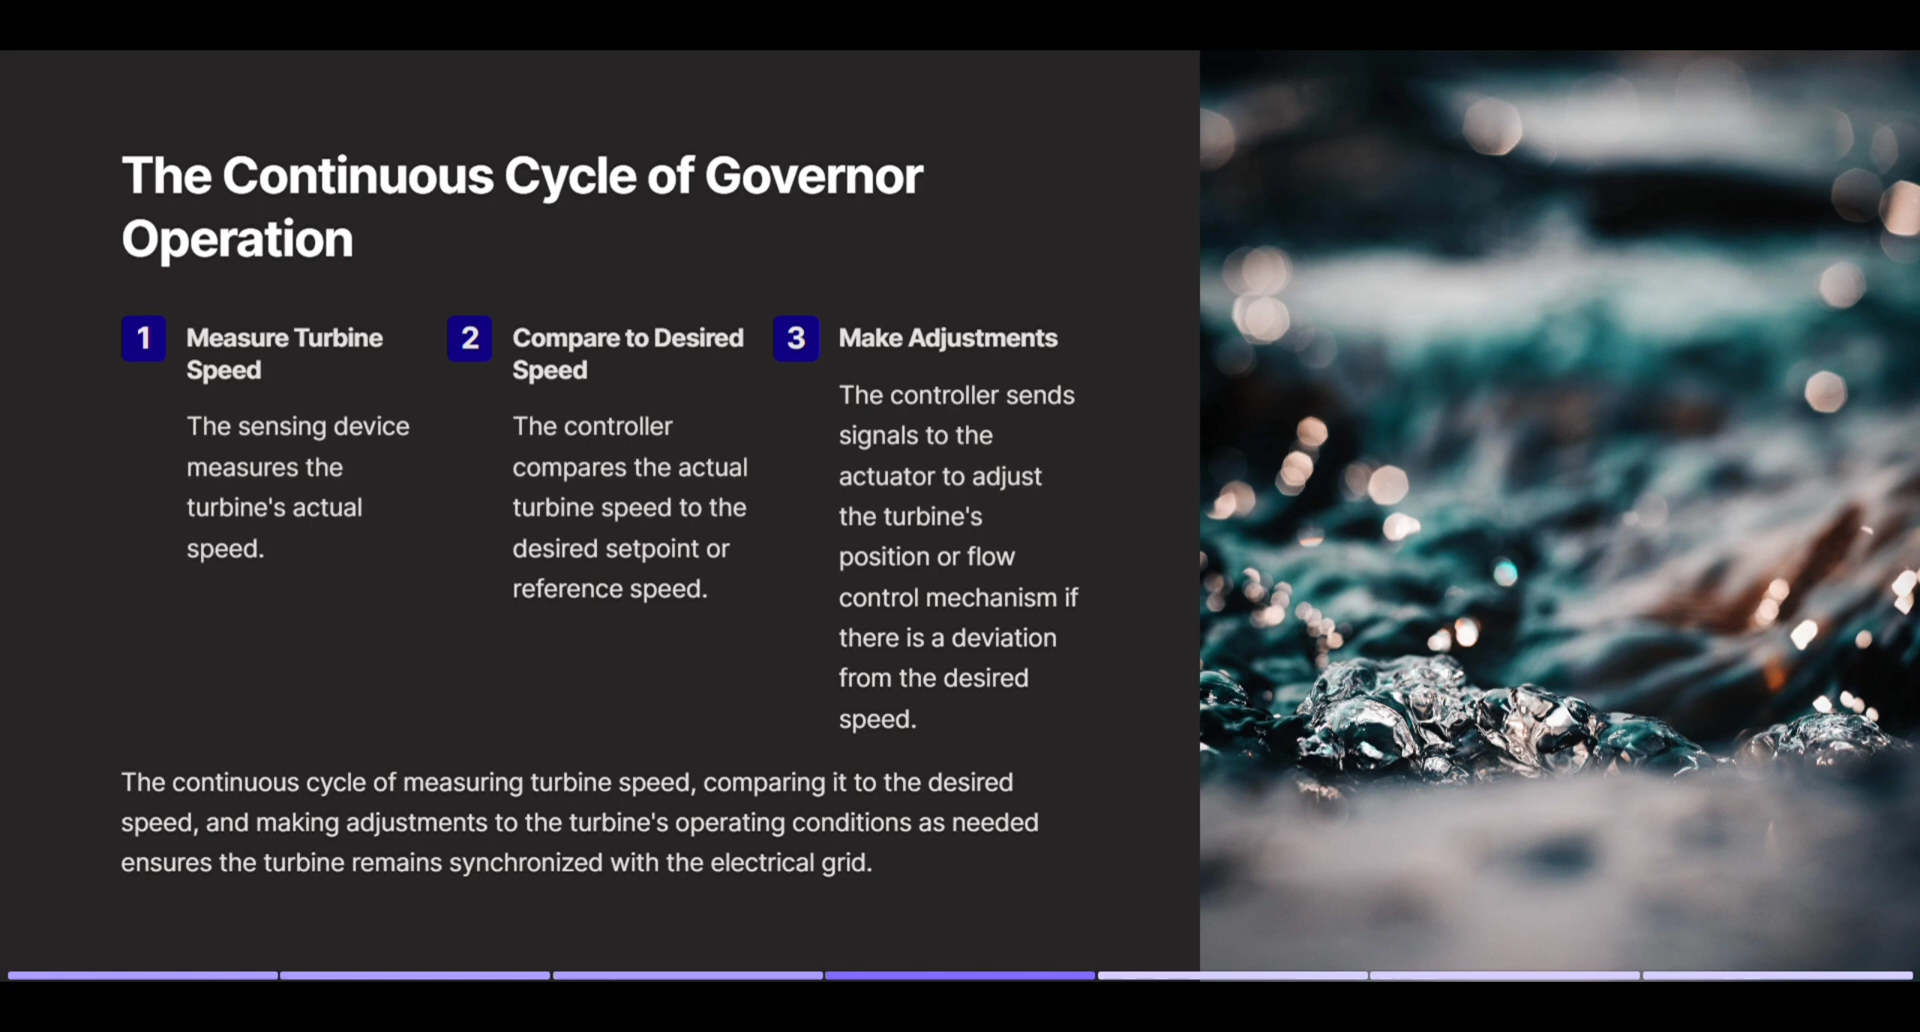 The Continuous Cycle of Governor
Operation
1
Measure Turbine
Speed
The sensing device
measures the
turbine's actual
speed.
2
Compare to Desired
Speed
The controller
compares the actual
turbine speed to the
desired setpoint or
reference speed.
3
Make Adjustments
The controller sends
signals to the
actuator to adjust
the turbine's
position or flow
control mechanism if
there is a deviation
from the desired
speed.
The continuous cycle of measuring turbine speed, comparing it to the desired
speed, and making adjustments to the turbine's operating conditions as needed
ensures the turbine remains synchronized with the electrical grid.